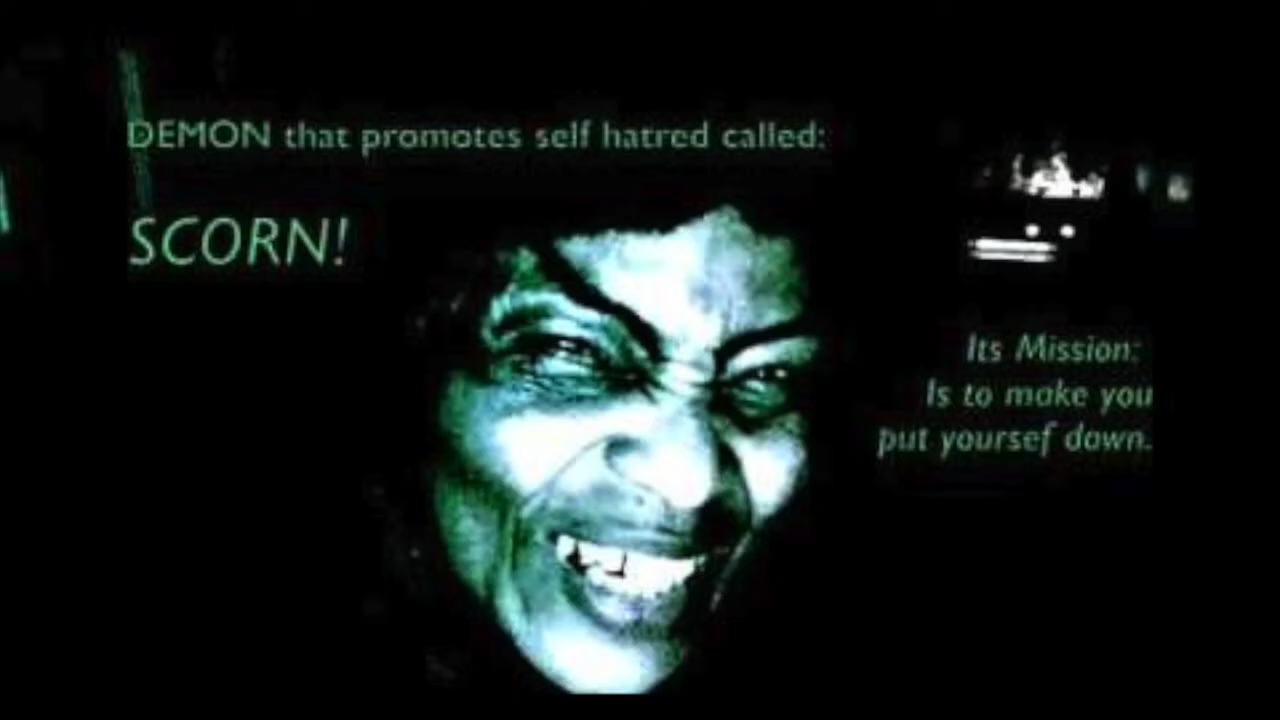 DEMON that promotes self hatred called:
SCORN!
Its Mission:
Is to make you
put yoursef down.